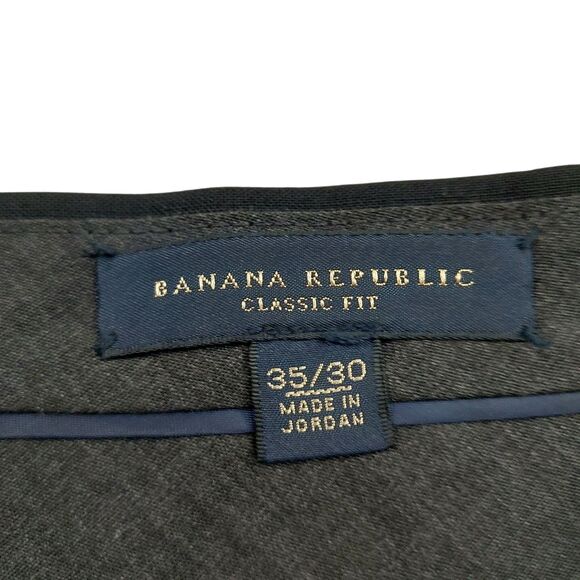 BANANA REPUBLIC
CLASSIC FIT
35/30
MADE IN
JORDAN